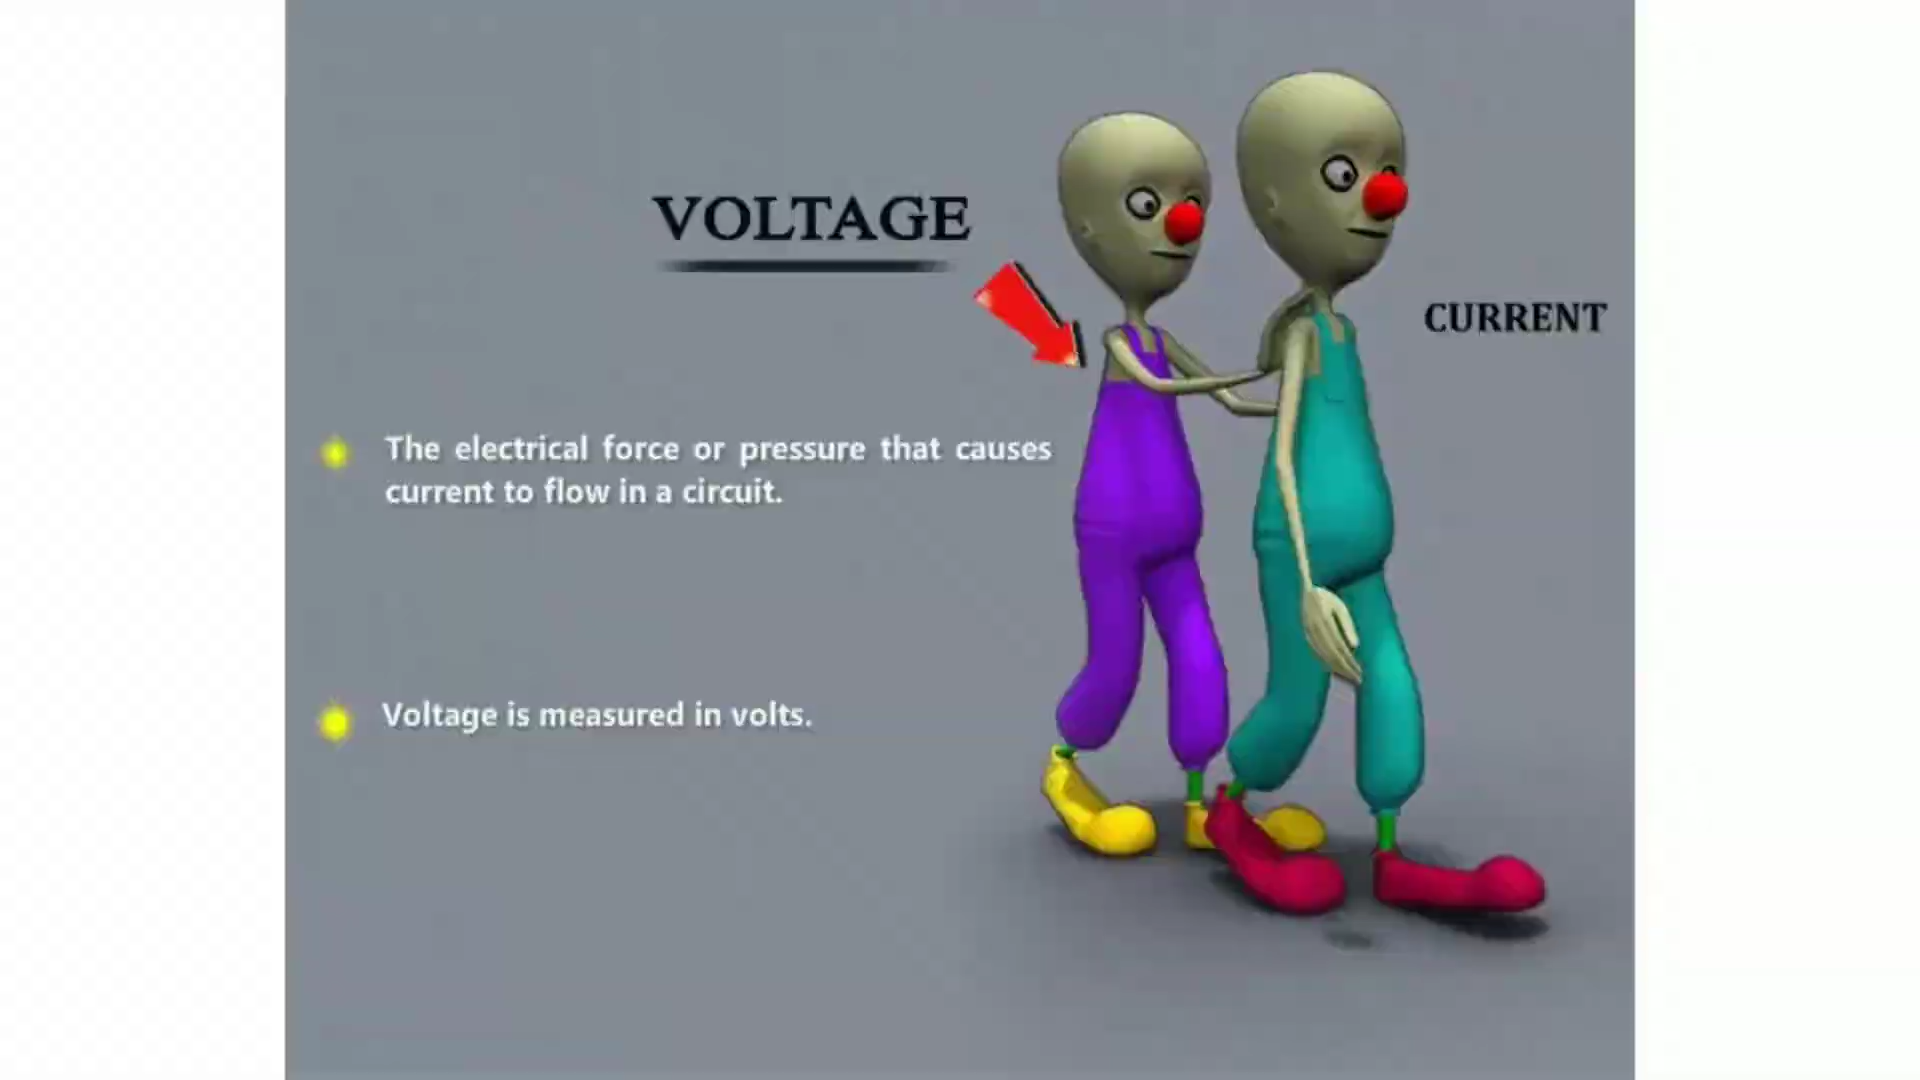 VOLTAGE
CURRENT
The electrical force or pressure that causes
current to flow in a circuit.
Voltage is measured in volts.